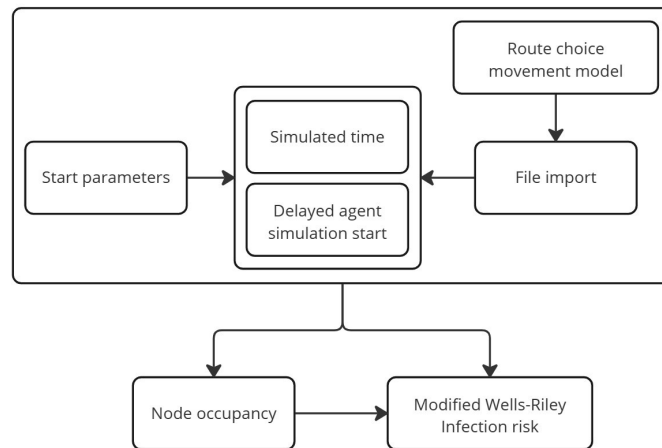 Route choice
movement model
Simulated time
Start parameters
File import
Delayed agent
simulation start
Node occupancy
Modified Wells-Riley
Infection risk